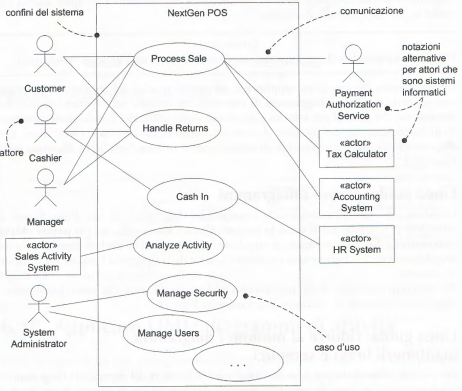 confini del sistema
NextGen POS
comunicazione
Process Sale
notazioni
alternative
per attori che
sono sistemi
informatici
Customer
Payment
Authorization
Service
Handle Returns
attore
Cashier
«actor»
Tax Calculator
Cash In
«actor»
Accounting
System
Manager
«actor»
Sales Activity
System
Analyze Activity
«actor»
HR System
Manage Security
System
Administrator
Manage Users
caso d'uso
. . .